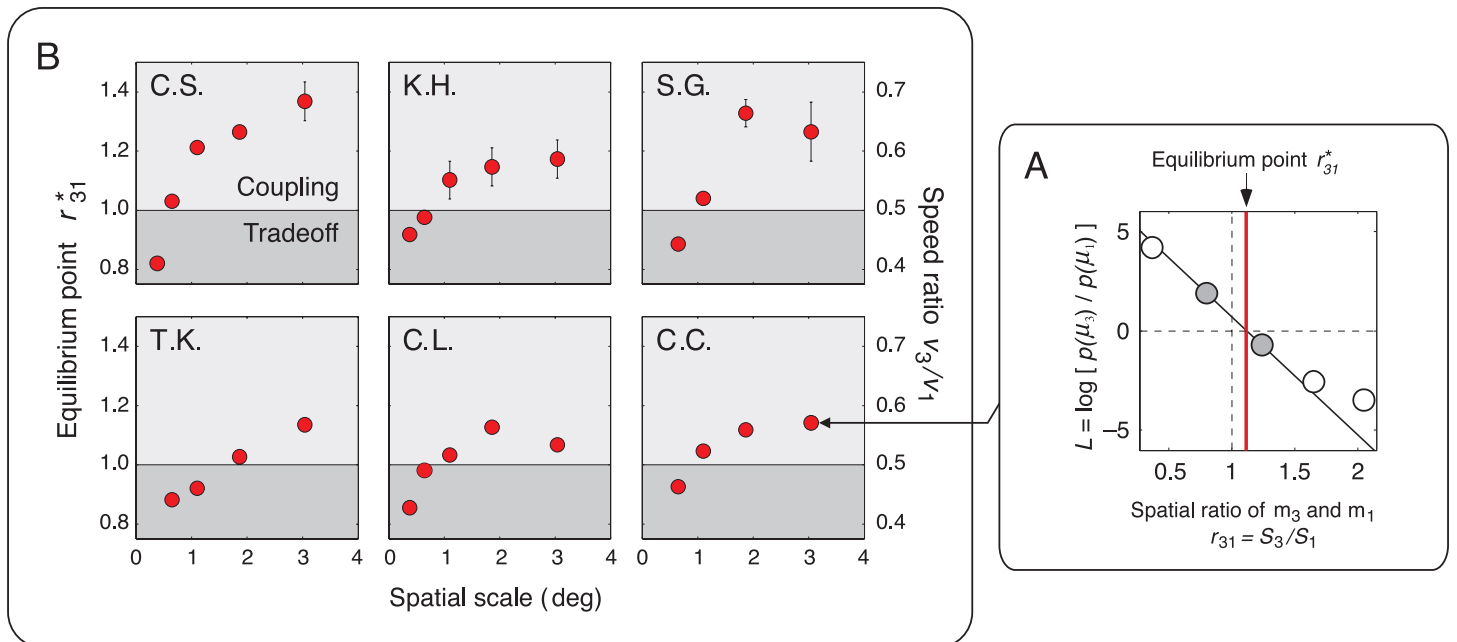 B
C.S.
K.H.
S.G.
1.4
1.2
1.0
0.8
Coupling
Tradeoff
0.7
0.6
0.5
0.4
T.K.
C.L.
C.C.
1.4
1.2
1.0
0.8
0.7
0.6
0.5
0.4
0 1 2 3 4
0 1 2 3 4
0 1 2 3 4
Equilibrium point r*31
Speed ratio v3/v1
Spatial scale (deg)
A
Equilibrium point r*31
5
0
−5
L = log [ p(μ3) / p(μ1) ]
0.5 1 1.5 2
Spatial ratio of m3 and m1
r31 = S3/S1